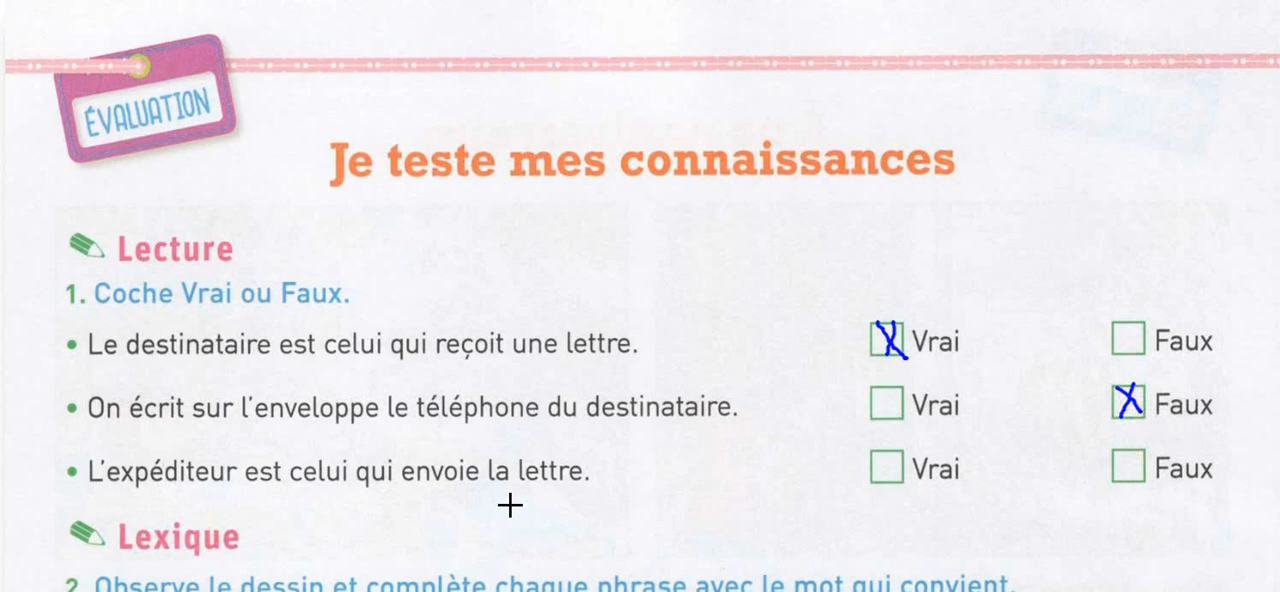 ÉVALUATION
Je teste mes connaissances
Lecture
1. Coche Vrai ou Faux.
• Le destinataire est celui qui reçoit une lettre. Vrai Faux
• On écrit sur l'enveloppe le téléphone du destinataire. Vrai Faux
• L'expéditeur est celui qui envoie la lettre. Vrai Faux
Lexique
2. Observe le dessin et complète chaque phrase avec le mot qui convient.